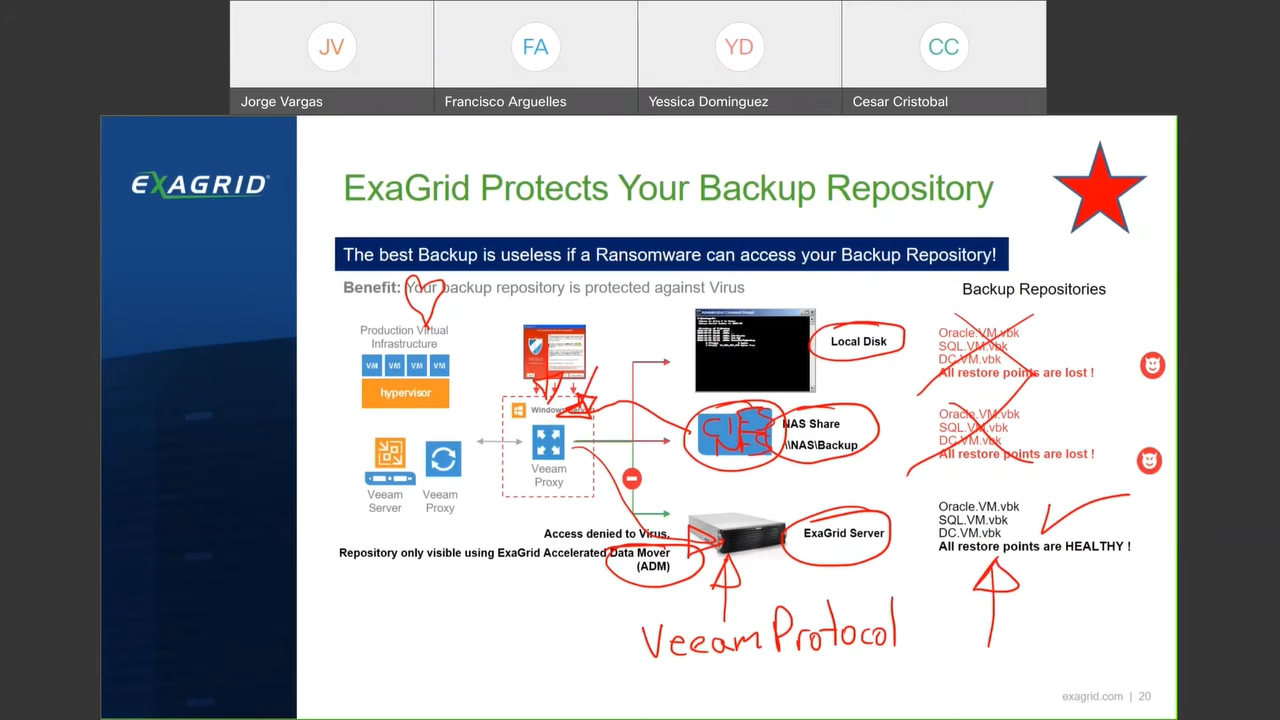 JV
FA
YD
CC
Jorge Vargas
Francisco Arguelles
Yessica Dominguez
Cesar Cristobal
EXAGRID
ExaGrid Protects Your Backup Repository
The best Backup is useless if a Ransomware can access your Backup Repository!
Benefit: Your backup repository is protected against Virus
Backup Repositories
Production Virtual
Infrastructure
VM VM VM VM
hypervisor
Windows
Veeam
Proxy
Veeam
Server
Veeam
Proxy
Local Disk
CIFS
NFS
NAS Share
\\NAS\Backup
ExaGrid Server
Oracle.VM.vbk
SQL.VM.vbk
DC.VM.vbk
All restore points are lost !
Oracle.VM.vbk
SQL.VM.vbk
DC.VM.vbk
All restore points are lost !
Oracle.VM.vbk
SQL.VM.vbk
DC.VM.vbk
All restore points are HEALTHY !
Access denied to Virus.
Repository only visible using ExaGrid Accelerated Data Mover
(ADM)
Veeam Protocol
exagrid.com | 20